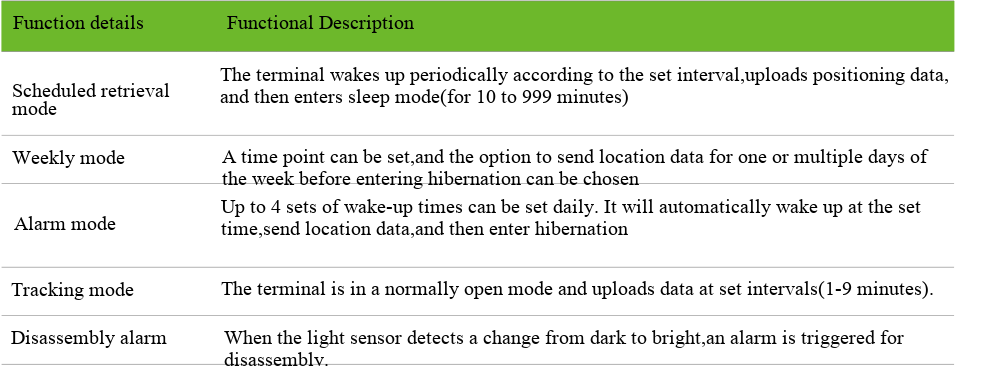 Function details
Functional Description
Scheduled retrieval
mode
The terminal wakes up periodically according to the set interval,uploads positioning data,
and then enters sleep mode(for 10 to 999 minutes)
Weekly mode
A time point can be set,and the option to send location data for one or multiple days of
the week before entering hibernation can be chosen
Alarm mode
Up to 4 sets of wake-up times can be set daily. It will automatically wake up at the set
time,send location data,and then enter hibernation
Tracking mode
The terminal is in a normally open mode and uploads data at set intervals(1-9 minutes).
Disassembly alarm
When the light sensor detects a change from dark to bright,an alarm is triggered for
disassembly.